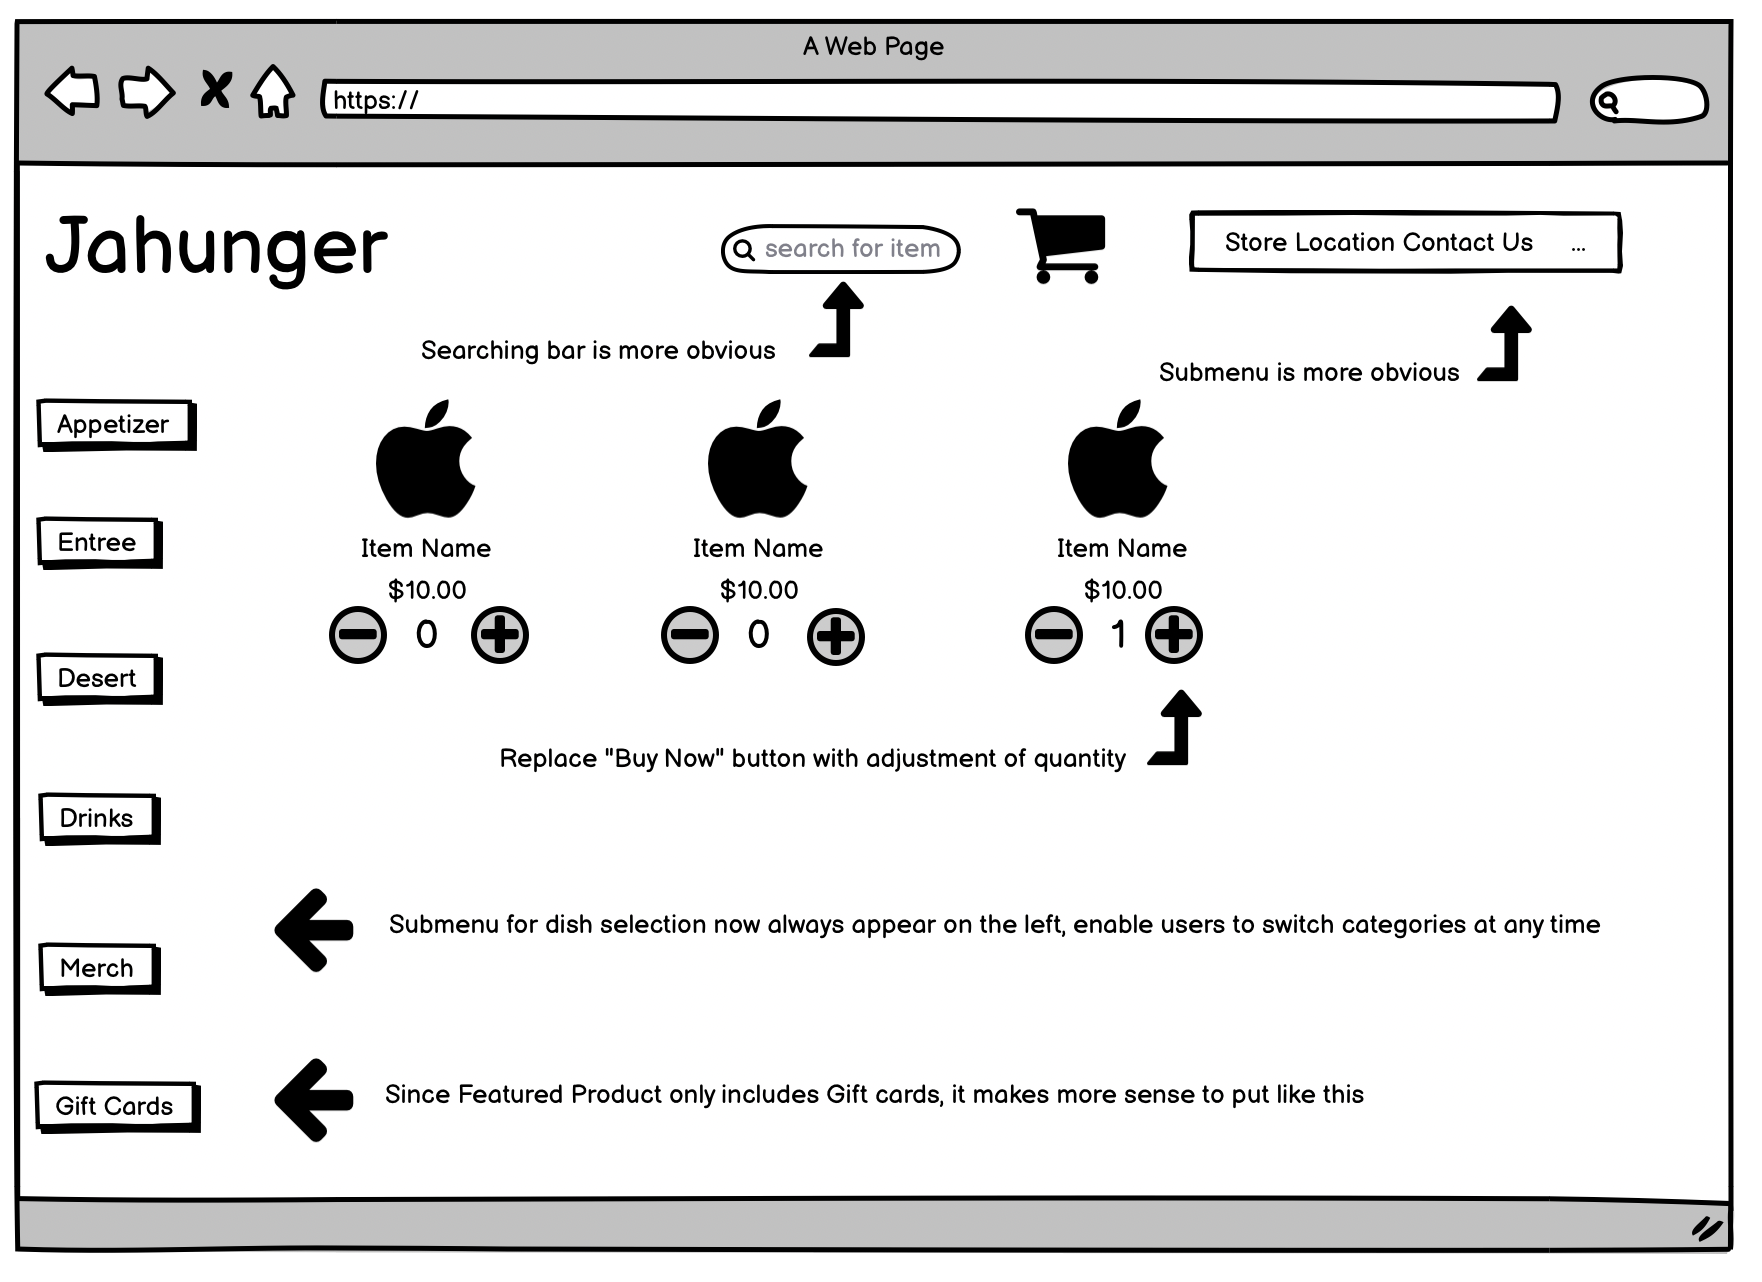 A Web Page
https://
Jahunger
search for item
Store Location Contact Us ...
Searching bar is more obvious
Submenu is more obvious
Appetizer
Entree
Item Name
Item Name
Item Name
$10.00
$10.00
$10.00
0
0
1
Desert
Replace "Buy Now" button with adjustment of quantity
Drinks
Submenu for dish selection now always appear on the left, enable users to switch categories at any time
Merch
Since Featured Product only includes Gift cards, it makes more sense to put like this
Gift Cards